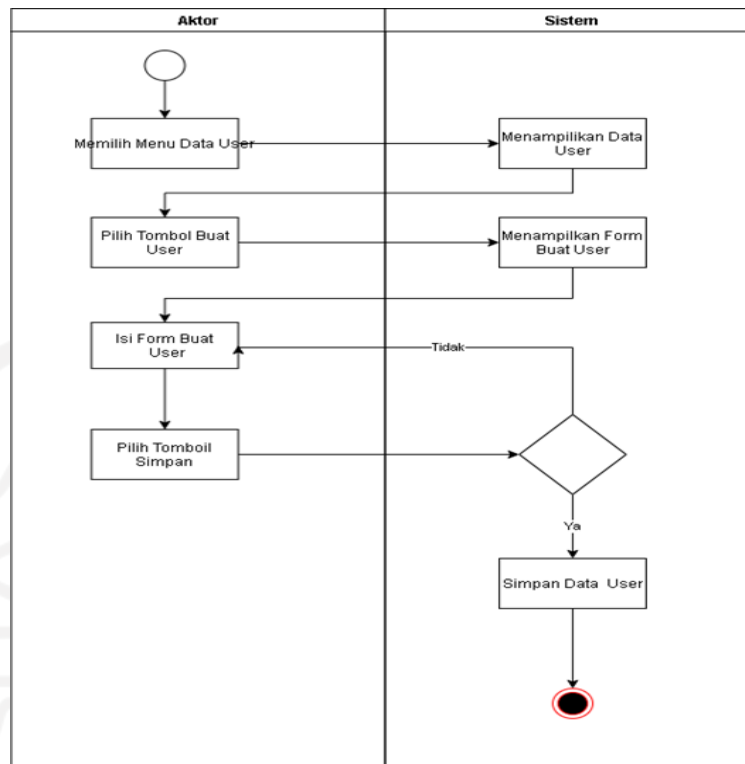 Aktor
Sistem
Memilih Menu Data User
Menampilikan Data
User
Pilih Tombol Buat
User
Menampilkan Form
Buat User
Isi Form Buat
User
Tidak
Pilih Tomboil
Simpan
Ya
Simpan Data User